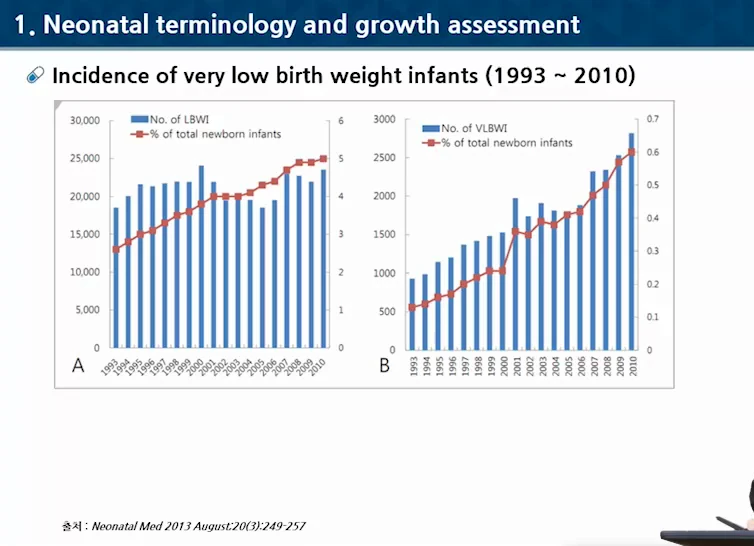 1. Neonatal terminology and growth assessment
Incidence of very low birth weight infants (1993 ~ 2010)
No. of LBWI
% of total newborn infants
30,000
25,000
20,000
15,000
10,000
5,000
0
6
5
4
3
2
1
0
1993 1994 1995 1996 1997 1998 1999 2000 2001 2002 2003 2004 2005 2006 2007 2008 2009 2010
A
No. of VLBWI
% of total newborn infants
3000
2500
2000
1500
1000
500
0
0.7
0.6
0.5
0.4
0.3
0.2
0.1
0
1993 1994 1995 1996 1997 1998 1999 2000 2001 2002 2003 2004 2005 2006 2007 2008 2009 2010
B
출처 : Neonatal Med 2013 August;20(3):249-257